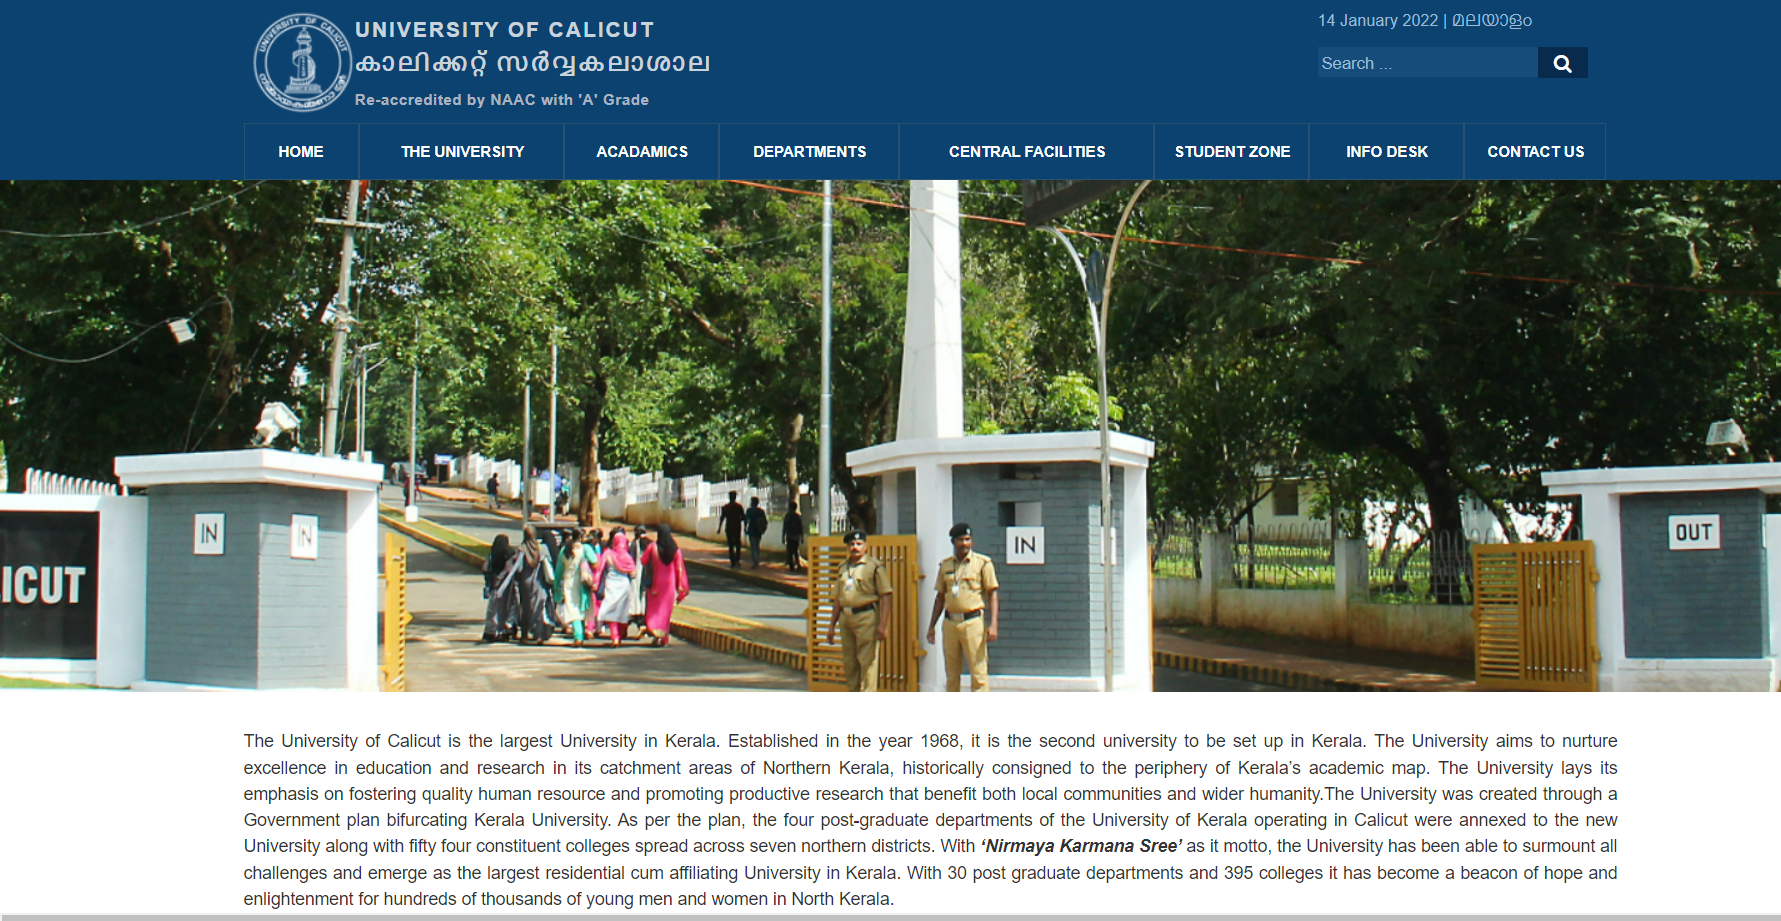 UNIVERSITY OF CALICUT
കാലിക്കറ്റ് സർവ്വകലാശാല
Re-accredited by NAAC with 'A' Grade
14 January 2022 | മലയാളം
Search ...
HOME THE UNIVERSITY ACADAMICS DEPARTMENTS CENTRAL FACILITIES STUDENT ZONE INFO DESK CONTACT US
IN
IN
IN
OUT
ICUT
The University of Calicut is the largest University in Kerala. Established in the year 1968, it is the second university to be set up in Kerala. The University aims to nurture
excellence in education and research in its catchment areas of Northern Kerala, historically consigned to the periphery of Kerala’s academic map. The University lays its
emphasis on fostering quality human resource and promoting productive research that benefit both local communities and wider humanity.The University was created through a
Government plan bifurcating Kerala University. As per the plan, the four post-graduate departments of the University of Kerala operating in Calicut were annexed to the new
University along with fifty four constituent colleges spread across seven northern districts. With ‘Nirmaya Karmana Sree’ as it motto, the University has been able to surmount all
challenges and emerge as the largest residential cum affiliating University in Kerala. With 30 post graduate departments and 395 colleges it has become a beacon of hope and
enlightenment for hundreds of thousands of young men and women in North Kerala.